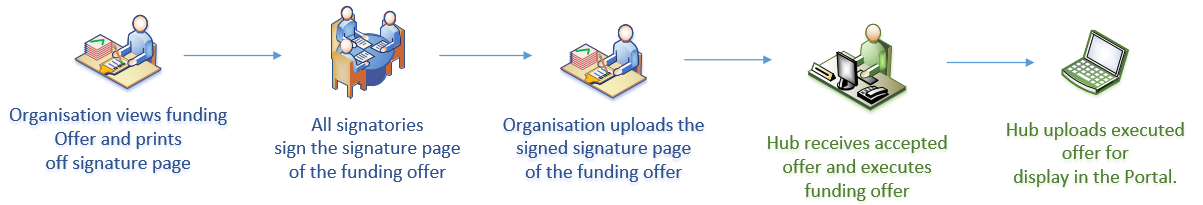 Organisation views funding
Offer and prints
off signature page
All signatories
sign the signature page
of the funding offer
Organisation uploads the
signed signature page
of the funding offer
Hub receives accepted
offer and executes
funding offer
Hub uploads executed
offer for
display in the Portal.